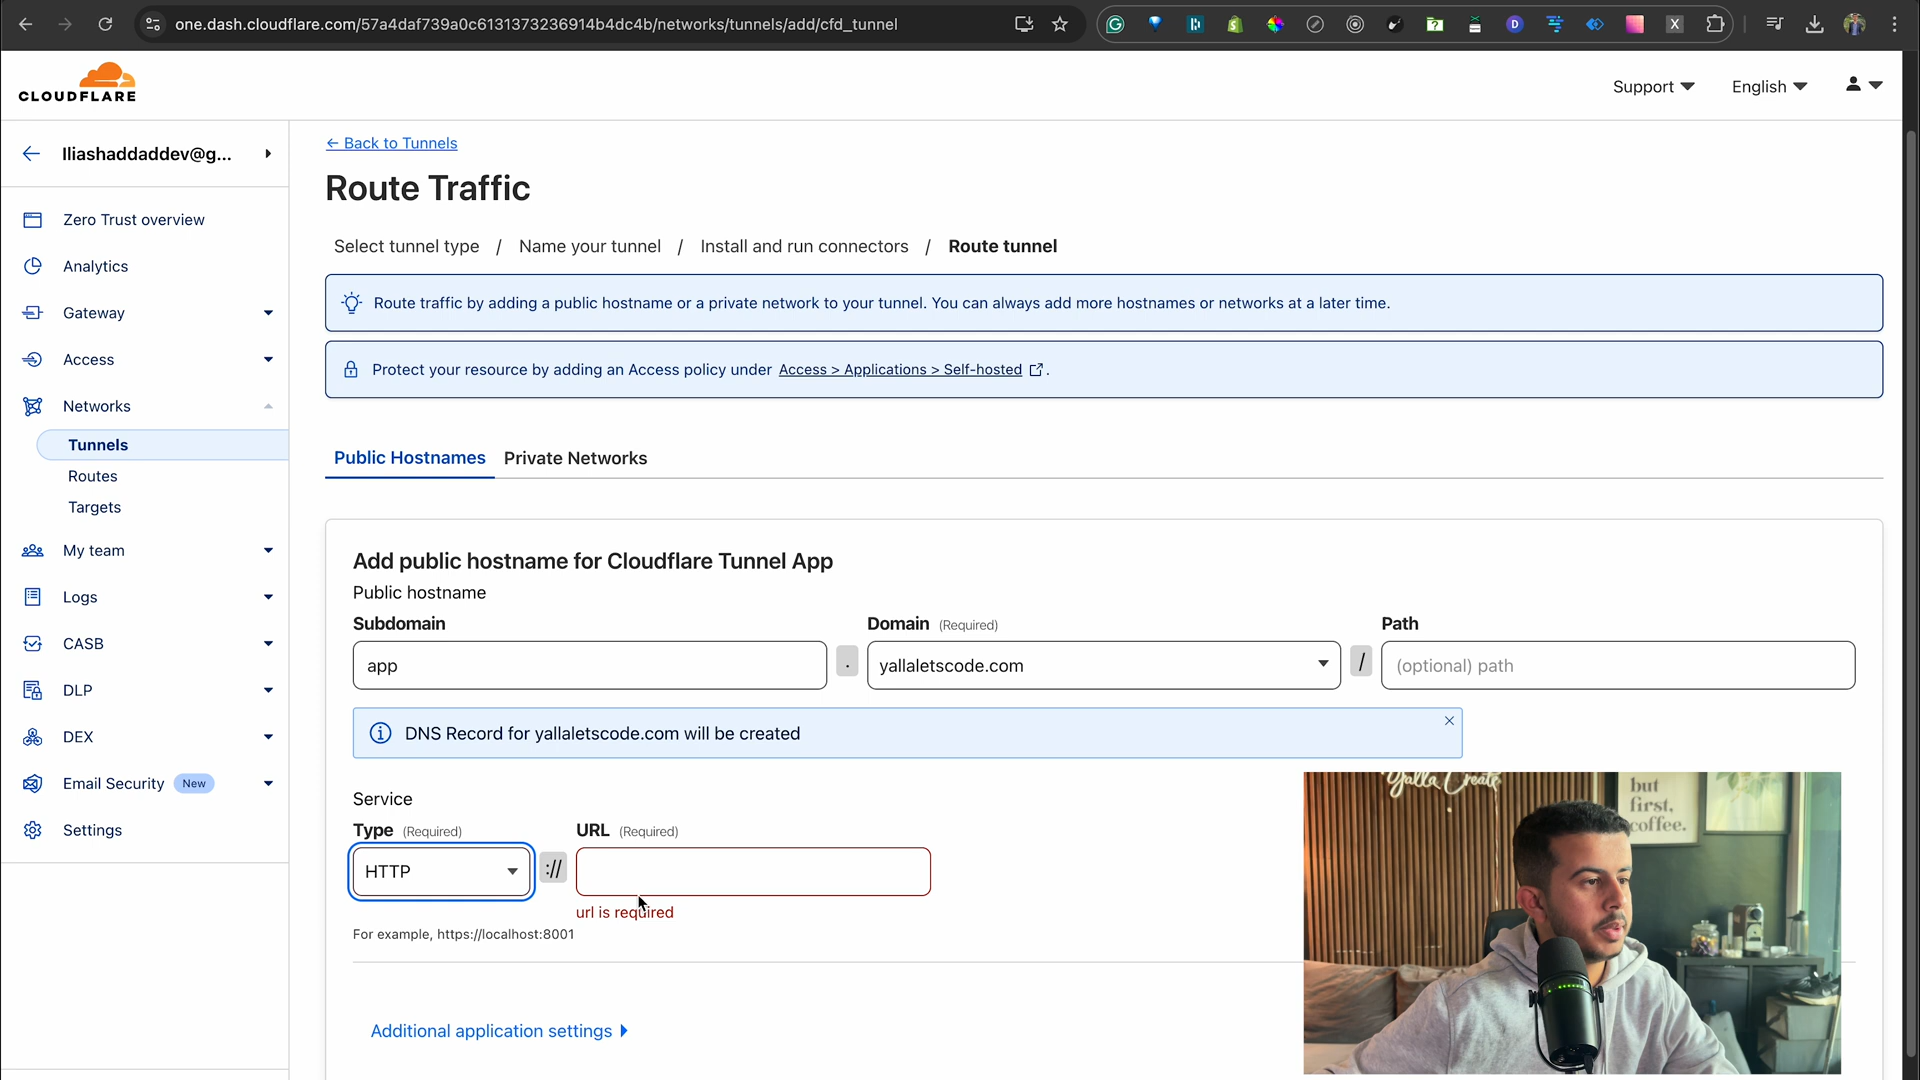 one.dash.cloudflare.com/57a4daf739a0c6131373236914b4dc4b/networks/tunnels/add/cfd_tunnel
CLOUDFLARE
Support
English
Iliashaddaddev@g...
Zero Trust overview
Analytics
Gateway
Access
Networks
Tunnels
Routes
Targets
My team
Logs
CASB
DLP
DEX
Email Security New
Settings
← Back to Tunnels
Route Traffic
Select tunnel type / Name your tunnel / Install and run connectors / Route tunnel
Route traffic by adding a public hostname or a private network to your tunnel. You can always add more hostnames or networks at a later time.
Protect your resource by adding an Access policy under Access > Applications > Self-hosted .
Public Hostnames Private Networks
Add public hostname for Cloudflare Tunnel App
Public hostname
Subdomain Domain (Required) Path
app . yallaletscode.com / (optional) path
DNS Record for yallaletscode.com will be created
Service
Type (Required) URL (Required)
HTTP ://
url is required
For example, https://localhost:8001
Additional application settings
Yalla Create
but
first,
coffee.